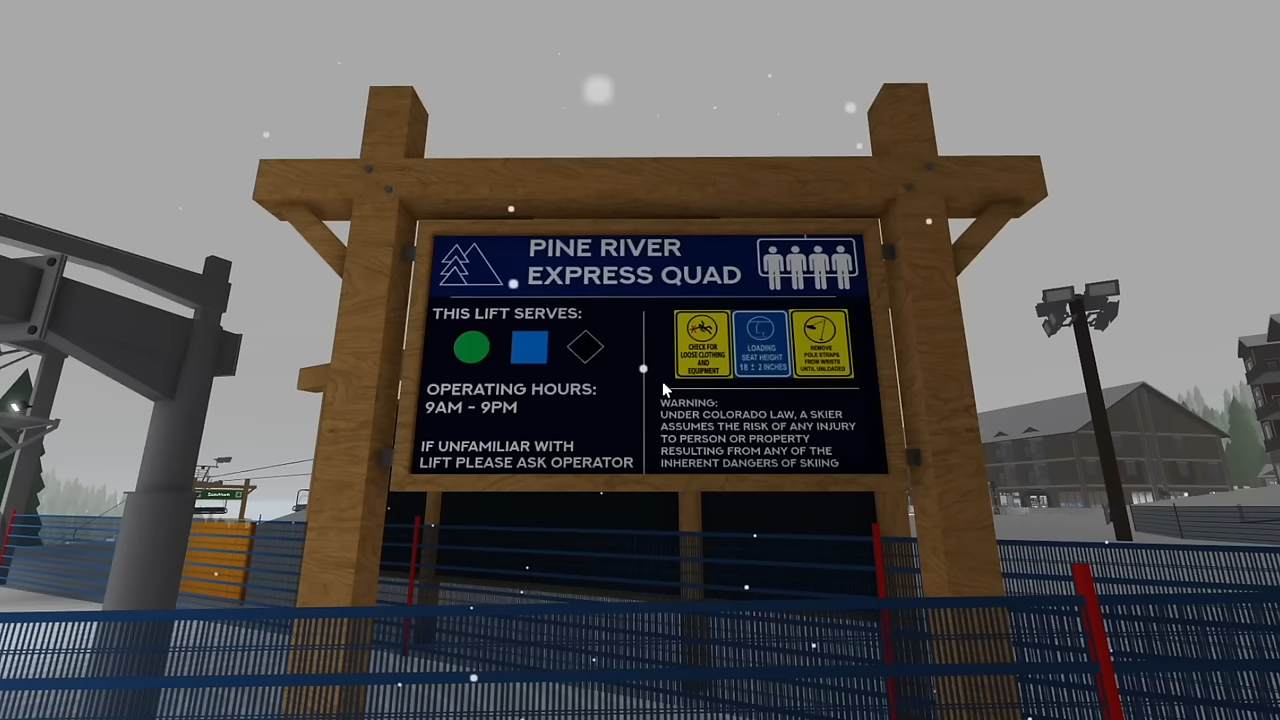 PINE RIVER
EXPRESS QUAD
THIS LIFT SERVES:
OPERATING HOURS:
9AM - 9PM
IF UNFAMILIAR WITH
LIFT PLEASE ASK OPERATOR
CHECK FOR
LOOSE CLOTHING
AND
EQUIPMENT
LOADING
SEAT HEIGHT
18 ± 2 INCHES
REMOVE
POLE STRAPS
FROM WRISTS
UNTIL UNLOADED
WARNING:
UNDER COLORADO LAW, A SKIER
ASSUMES THE RISK OF ANY INJURY
TO PERSON OR PROPERTY
RESULTING FROM ANY OF THE
INHERENT DANGERS OF SKIING